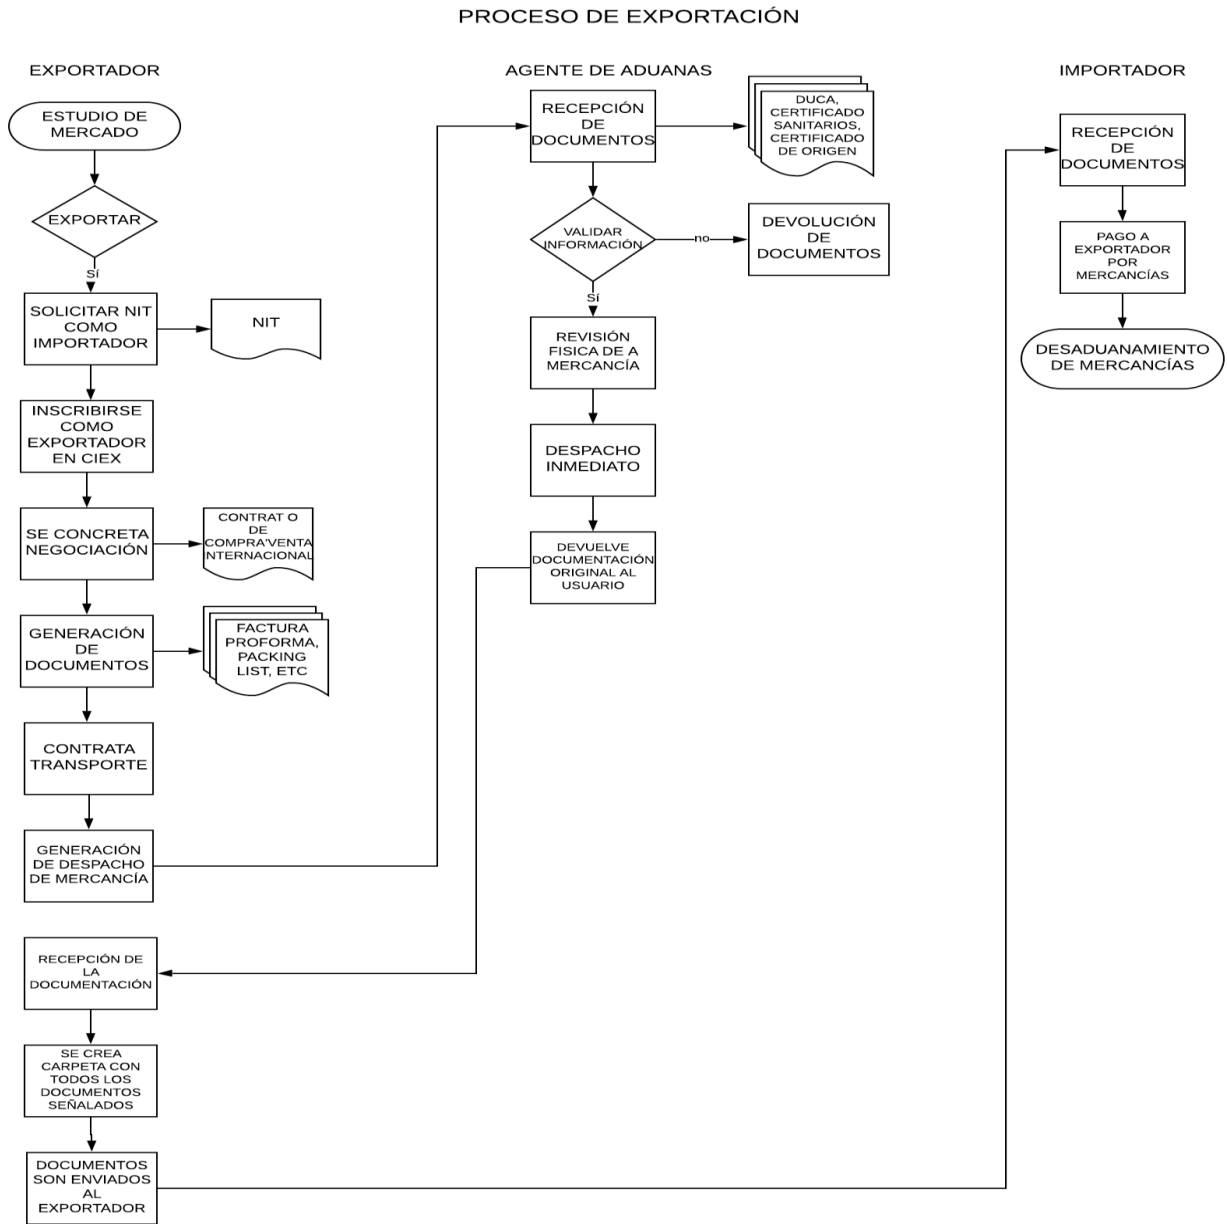 PROCESO DE EXPORTACIÓN
EXPORTADOR
ESTUDIO DE
MERCADO
EXPORTAR
Sí
SOLICITAR NIT
COMO
IMPORTADOR
NIT
INSCRIBIRSE
COMO
EXPORTADOR
EN CIEX
SE CONCRETA
NEGOCIACIÓN
CONTRAT O
DE
COMPRA'VENTA
NTERNACIONAL
GENERACIÓN
DE
DOCUMENTOS
FACTURA
PROFORMA,
PACKING
LIST, ETC
CONTRATA
TRANSPORTE
GENERACIÓN
DE DESPACHO
DE MERCANCÍA
RECEPCIÓN DE
LA
DOCUMENTACIÓN
SE CREA
CARPETA CON
TODOS LOS
DOCUMENTOS
SEÑALADOS
DOCUMENTOS
SON ENVIADOS
AL
EXPORTADOR
AGENTE DE ADUANAS
RECEPCIÓN
DE
DOCUMENTOS
DUCA,
CERTIFICADO
SANITARIOS,
CERTIFICADO
DE ORIGEN
VALIDAR
INFORMACIÓN
no
DEVOLUCIÓN
DE
DOCUMENTOS
Sí
REVISIÓN
FISICA DE A
MERCANCÍA
DESPACHO
INMEDIATO
DEVUELVE
DOCUMENTACIÓN
ORIGINAL AL
USUARIO
IMPORTADOR
RECEPCIÓN
DE
DOCUMENTOS
PAGO A
EXPORTADOR
POR
MERCANCÍAS
DESADUANAMIENTO
DE MERCANCÍAS